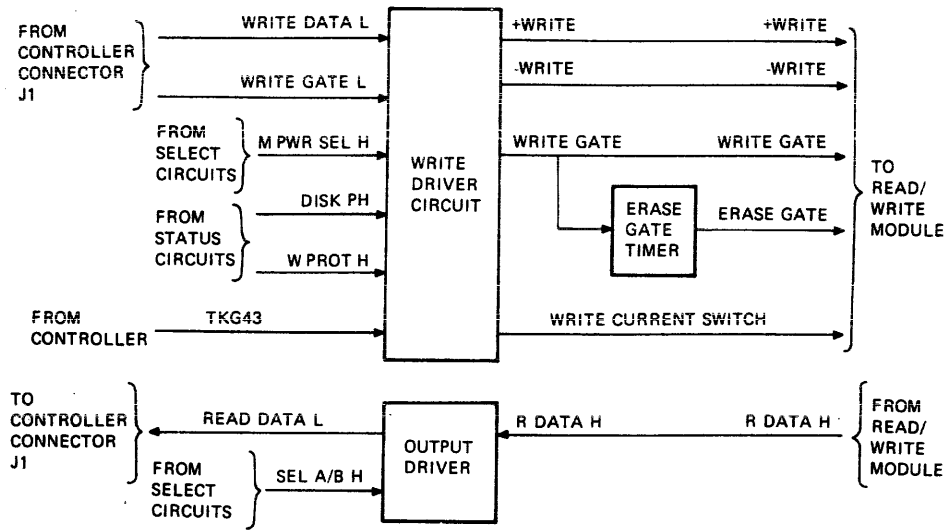 FROM
CONTROLLER
CONNECTOR
J1
WRITE DATA L
WRITE GATE L
FROM
SELECT
CIRCUITS
M PWR SEL H
FROM
STATUS
CIRCUITS
DISK PH
W PROT H
FROM
CONTROLLER
TKG43
WRITE
DRIVER
CIRCUIT
+WRITE
+WRITE
-WRITE
-WRITE
WRITE GATE
WRITE GATE
ERASE
GATE
TIMER
ERASE GATE
WRITE CURRENT SWITCH
TO
READ/
WRITE
MODULE
TO
CONTROLLER
CONNECTOR
J1
READ DATA L
FROM
SELECT
CIRCUITS
SEL A/B H
OUTPUT
DRIVER
R DATA H
R DATA H
FROM
READ/
WRITE
MODULE